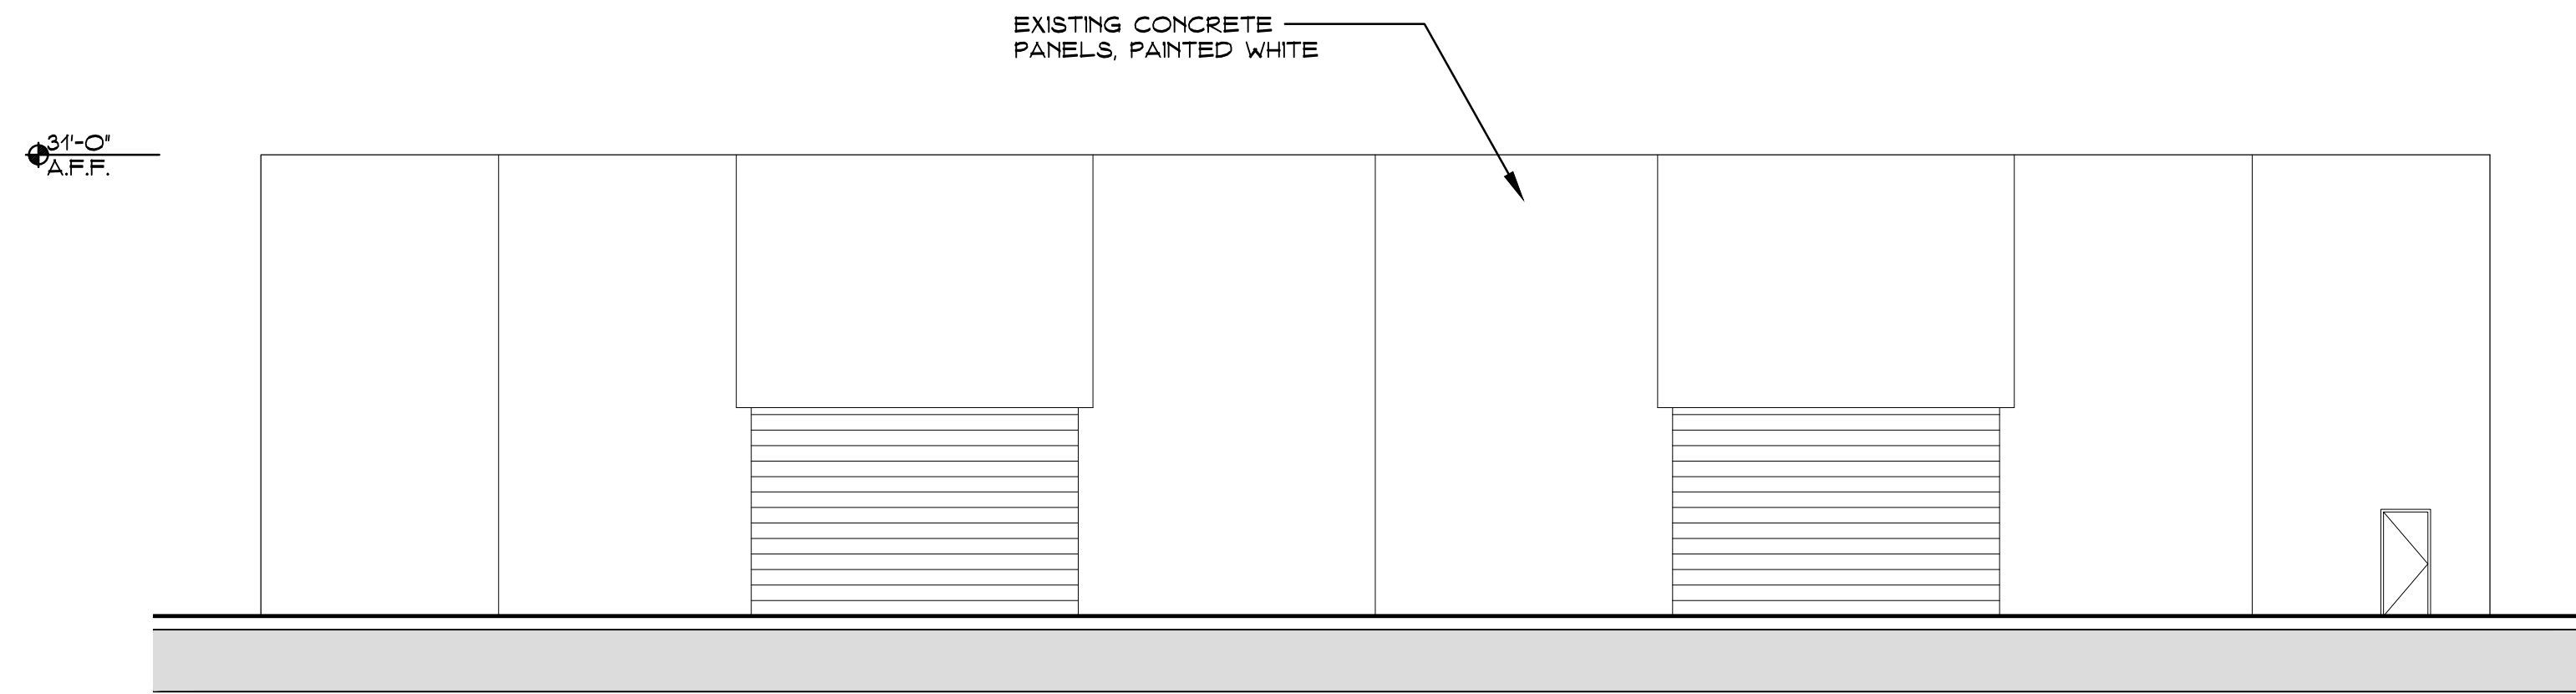 EXISTING CONCRETE
PANELS, PAINTED WHITE
31'-0"
A.F.F.